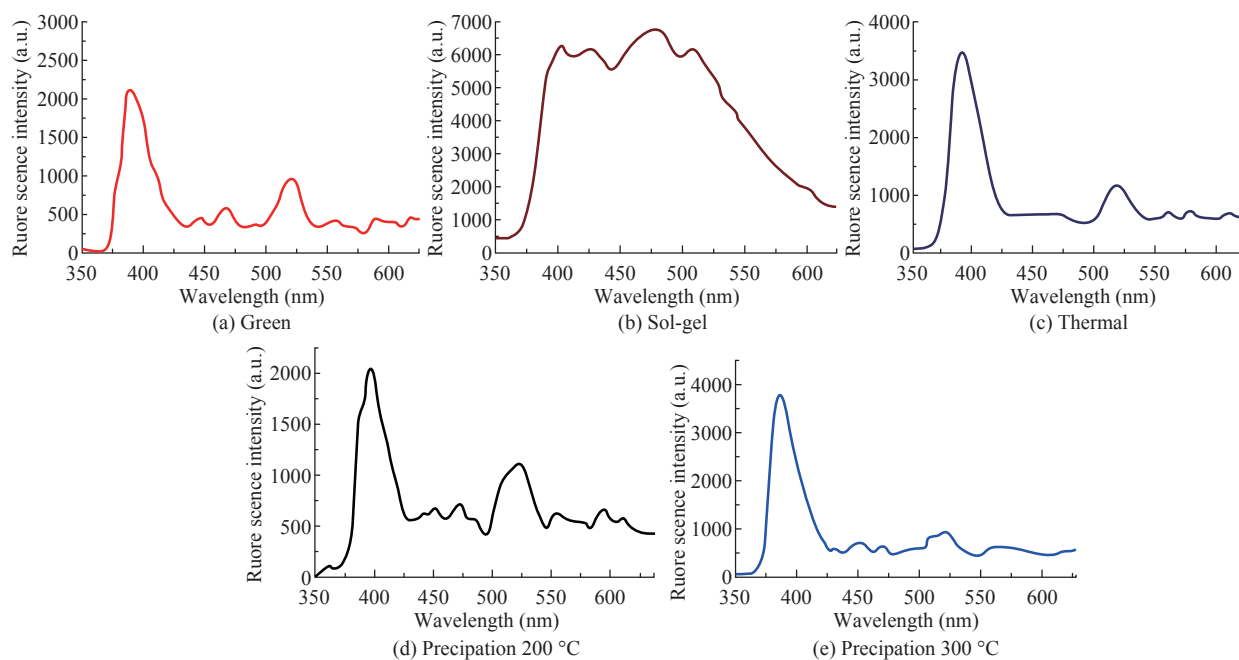 Ruore scence intensity (a.u.)
3000
2500
2000
1500
1000
500
0
350 400 450 500 550 600
Wavelength (nm)
(a) Green
Ruore scence intensity (a.u.)
7000
6000
5000
4000
3000
2000
1000
0
350 400 450 500 550 600
Wavelength (nm)
(b) Sol-gel
Ruore scence intensity (a.u.)
4000
3000
2000
1000
0
350 400 450 500 550 600
Wavelength (nm)
(c) Thermal
Ruore scence intensity (a.u.)
2000
1500
1000
500
0
350 400 450 500 550 600
Wavelength (nm)
(d) Precipation 200 °C
Ruore scence intensity (a.u.)
4000
3000
2000
1000
0
350 400 450 500 550 600
Wavelength (nm)
(e) Precipation 300 °C